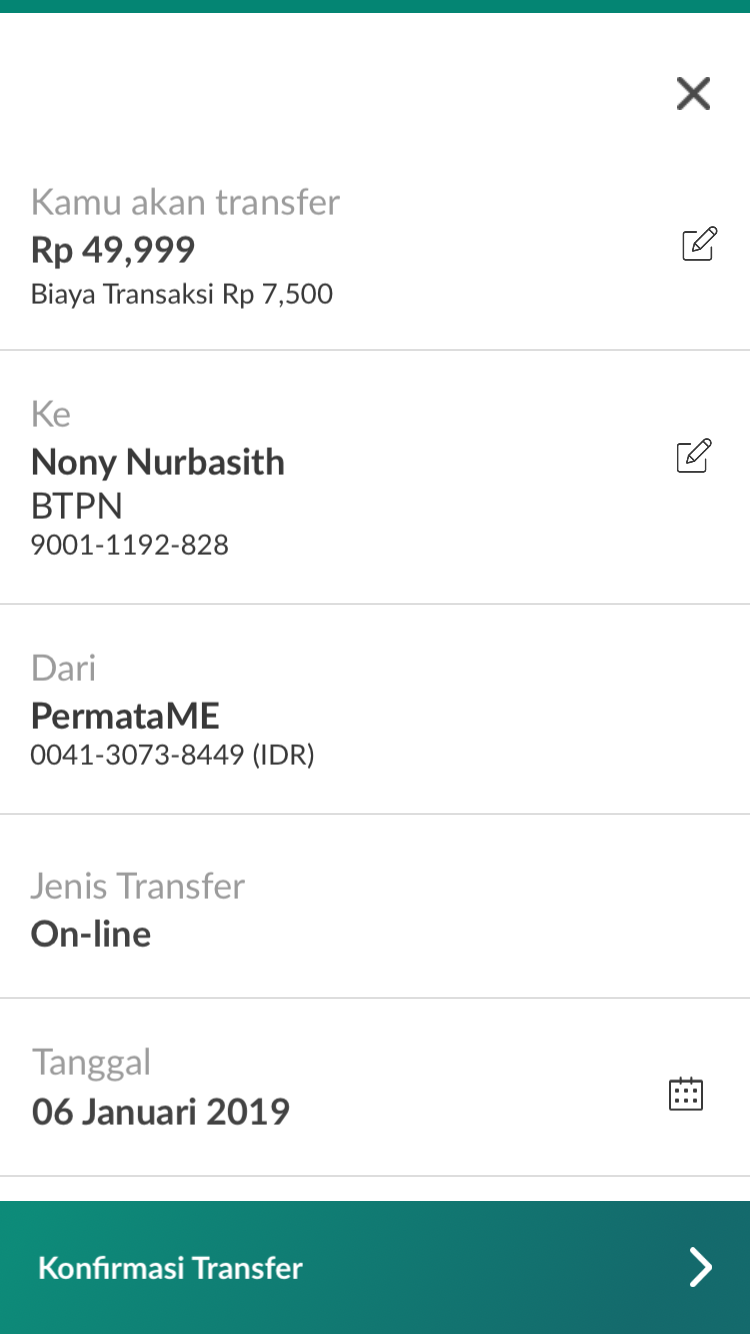 Kamu akan transfer
Rp 49,999
Biaya Transaksi Rp 7,500
Ke
Nony Nurbasith
BTPN
9001-1192-828
Dari
PermataME
0041-3073-8449 (IDR)
Jenis Transfer
On-line
Tanggal
06 Januari 2019
Konfirmasi Transfer